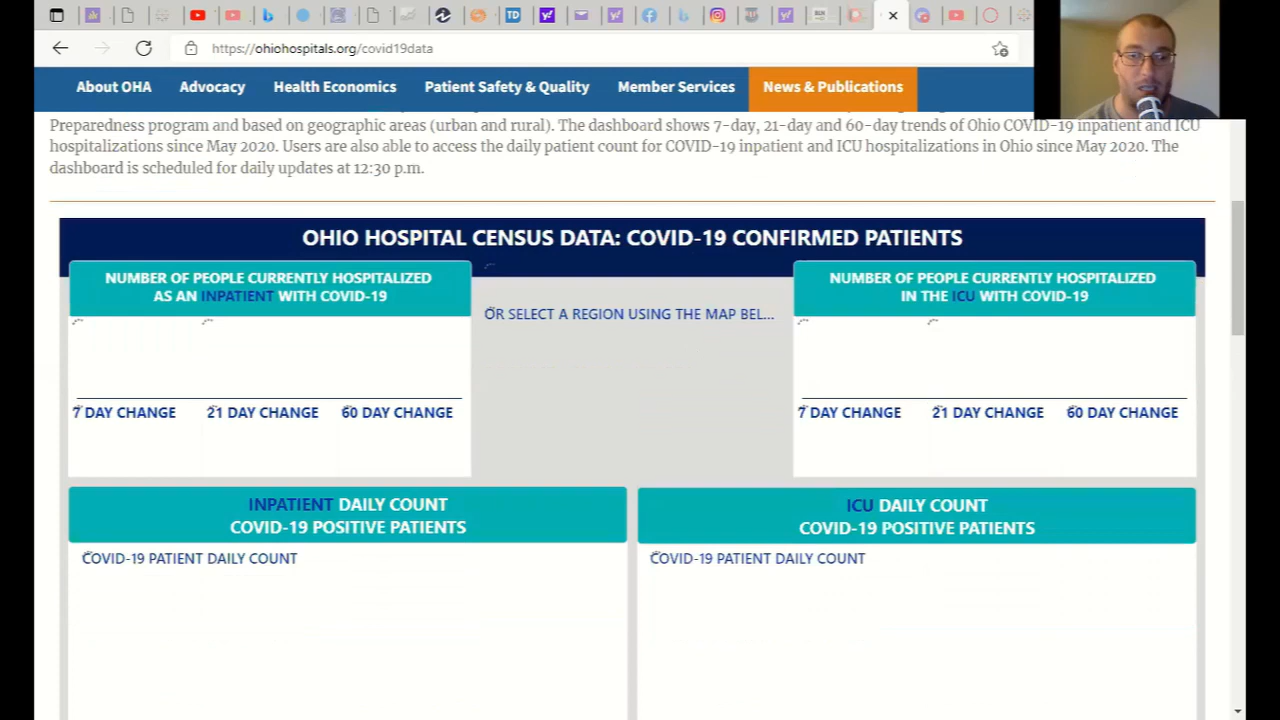 https://ohiohospitals.org/covid19data
About OHA Advocacy Health Economics Patient Safety & Quality Member Services News & Publications
Preparedness program and based on geographic areas (urban and rural). The dashboard shows 7-day, 21-day and 60-day trends of Ohio COVID-19 inpatient and ICU
hospitalizations since May 2020. Users are also able to access the daily patient count for COVID-19 inpatient and ICU hospitalizations in Ohio since May 2020. The
dashboard is scheduled for daily updates at 12:30 p.m.
OHIO HOSPITAL CENSUS DATA: COVID-19 CONFIRMED PATIENTS
NUMBER OF PEOPLE CURRENTLY HOSPITALIZED
AS AN INPATIENT WITH COVID-19
OR SELECT A REGION USING THE MAP BEL...
NUMBER OF PEOPLE CURRENTLY HOSPITALIZED
IN THE ICU WITH COVID-19
7 DAY CHANGE 21 DAY CHANGE 60 DAY CHANGE
7 DAY CHANGE 21 DAY CHANGE 60 DAY CHANGE
INPATIENT DAILY COUNT
COVID-19 POSITIVE PATIENTS
COVID-19 PATIENT DAILY COUNT
ICU DAILY COUNT
COVID-19 POSITIVE PATIENTS
COVID-19 PATIENT DAILY COUNT